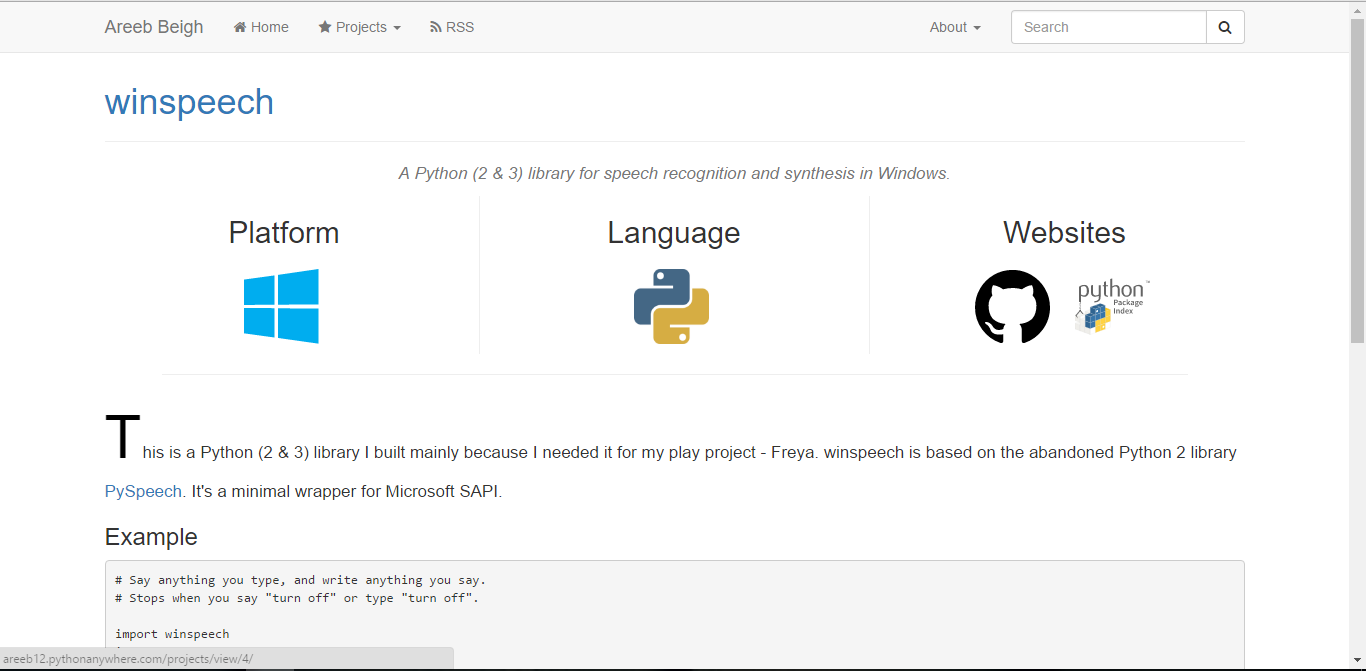 Areeb Beigh Home Projects RSS About Search
winspeech
A Python (2 & 3) library for speech recognition and synthesis in Windows.
Platform Language Websites
python™
Package
Index
This is a Python (2 & 3) library I built mainly because I needed it for my play project - Freya. winspeech is based on the abandoned Python 2 library
PySpeech. It's a minimal wrapper for Microsoft SAPI.
Example
# Say anything you type, and write anything you say.
# Stops when you say "turn off" or type "turn off".
import winspeech
areeb12.pythonanywhere.com/projects/view/4/